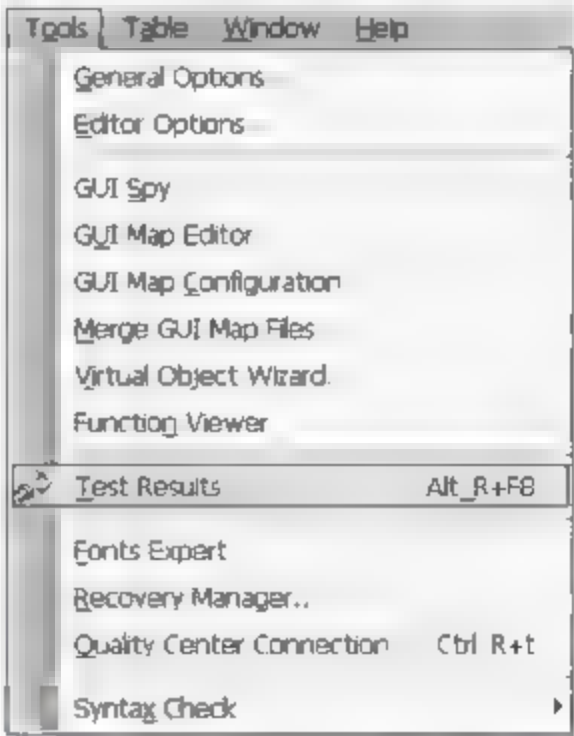 Tools Table Window Help
General Options
Editor Options
GUI Spy
GUI Map Editor
GUI Map Configuration
Merge GUI Map Files
Virtual Object Wizard.
Function Viewer
Test Results Alt_R+F8
Fonts Expert
Recovery Manager..
Quality Center Connection Ctrl R+t
Syntax Check